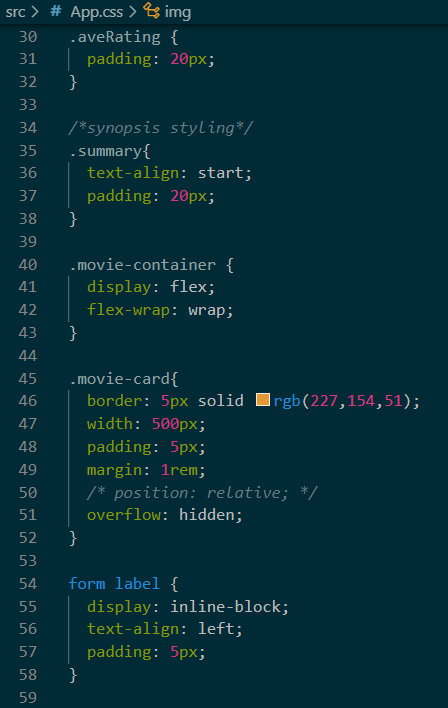 src > # App.css > img
30 .aveRating {
31 padding: 20px;
32 }
33
34 /*synopsis styling*/
35 .summary{
36 text-align: start;
37 padding: 20px;
38 }
39
40 .movie-container {
41 display: flex;
42 flex-wrap: wrap;
43 }
44
45 .movie-card{
46 border: 5px solid rgb(227,154,51);
47 width: 500px;
48 padding: 5px;
49 margin: 1rem;
50 /* position: relative; */
51 overflow: hidden;
52 }
53
54 form label {
55 display: inline-block;
56 text-align: left;
57 padding: 5px;
58 }
59